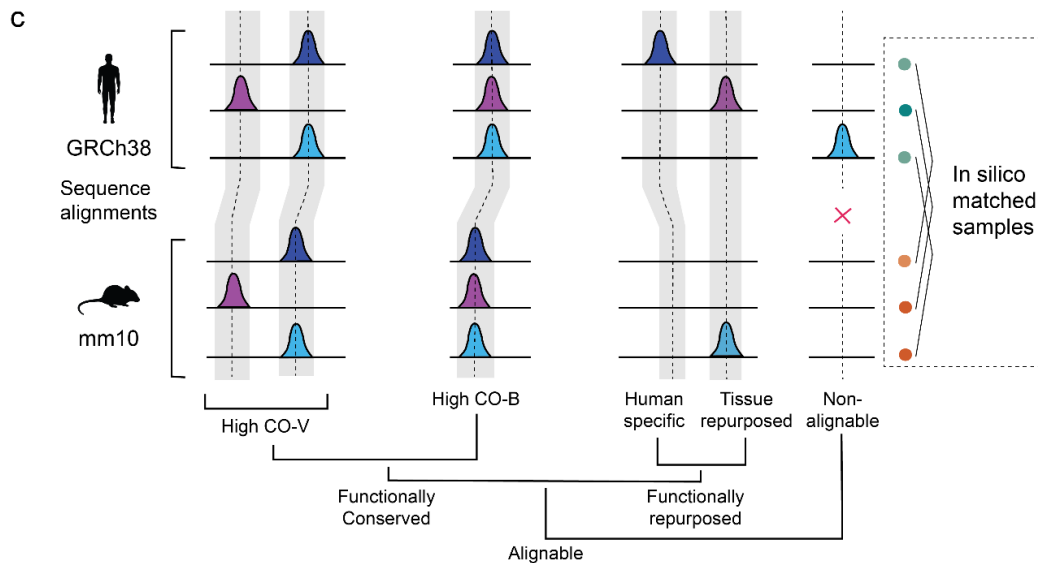 c
GRCh38
Sequence
alignments
mm10
In silico
matched
samples
High CO-V
High CO-B
Human
specific
Tissue
repurposed
Non-
alignable
Functionally
Conserved
Functionally
repurposed
Alignable